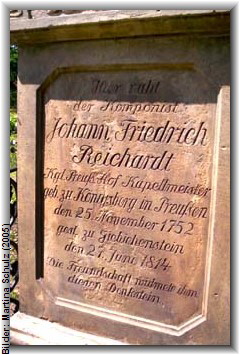 Hier ruht
der Komponist
Johann Friedrich
Reichardt
Kgl. Preuß. Hof Kapellmeister
geb. zu Königsberg in Preußen
den 25. November 1752
gest. zu Giebichenstein
den 27. Juni 1814.
Die Freundschaft widmete ihm
diesen Denkstein
Bilder: Martina Schulz (2005)